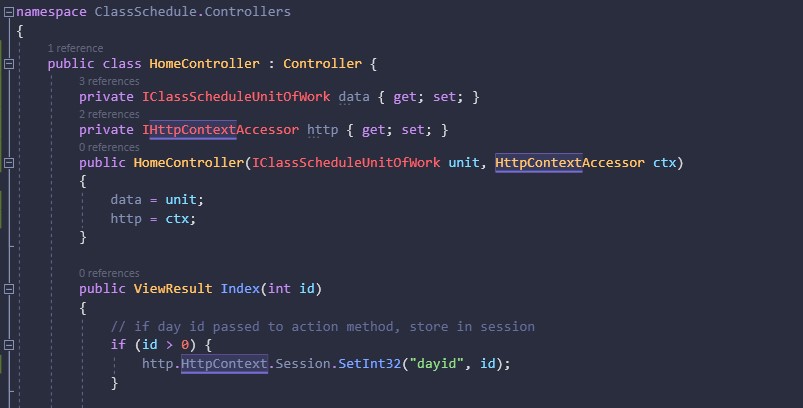 namespace ClassSchedule.Controllers
{
1 reference
public class HomeController : Controller {
3 references
private IClassScheduleUnitOfWork data { get; set; }
2 references
private IHttpContextAccessor http { get; set; }
0 references
public HomeController(IClassScheduleUnitOfWork unit, HttpContextAccessor ctx)
{
data = unit;
http = ctx;
}
0 references
public ViewResult Index(int id)
{
// if day id passed to action method, store in session
if (id > 0) {
http.HttpContext.Session.SetInt32("dayid", id);
}